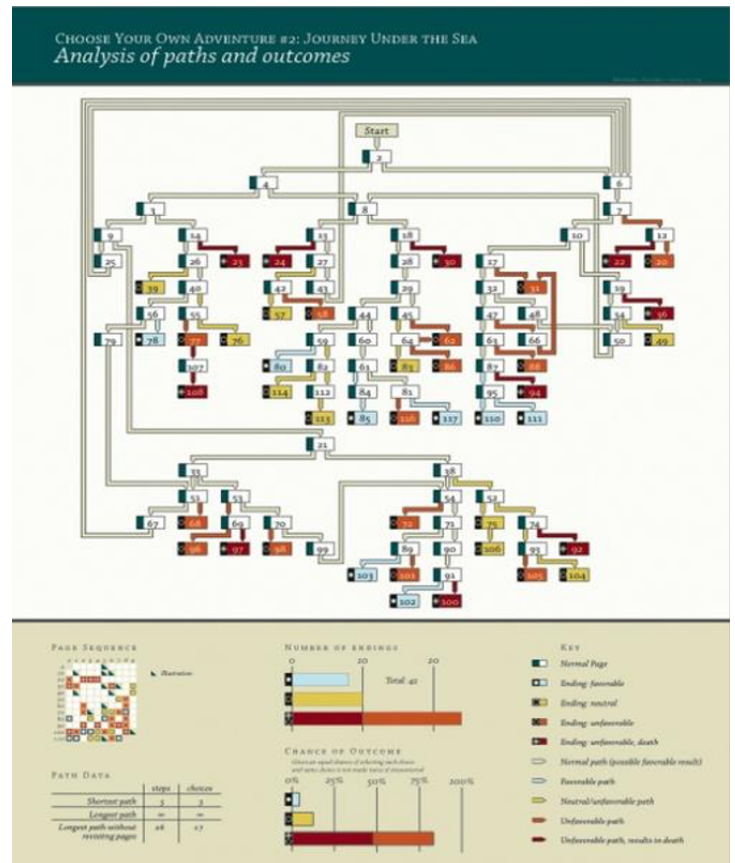 CHOOSE YOUR OWN ADVENTURE #2: JOURNEY UNDER THE SEA
Analysis of paths and outcomes
Start
2
4 6
3 8 7
9 14 13 18 10 12
25 26 23 24 27 28 30 17 22 20
39 40 42 43 29 32 31 19
56 55 57 58 44 45 47 48 54 36
79 78 77 76 59 60 64 62 63 66 50 49
107 80 82 61 83 86 87 88
108 114 112 84 81 95 94
113 85 116 117 110 111
21
33 38
51 53 54 52
67 68 69 70 72 71 75 74
96 97 98 99 89 90 106 93 92
103 101 91 105 104
102 100
PAGE SEQUENCE
Illustration
NUMBER OF ENDINGS
0 10 20
Total 42
KEY
Normal Page
Ending: favorable
Ending: neutral
Ending: unfavorable
Ending: unfavorable, death
Normal path (possible favorable result)
Favorable path
Neutral/unfavorable path
Unfavorable path
Unfavorable path, results in death
CHANCE OF OUTCOME
0% 25% 50% 75% 100%
PATH DATA
steps choices
Shortest path 5 3
Longest path ∞ ∞
Longest path without
revisiting pages 26 17